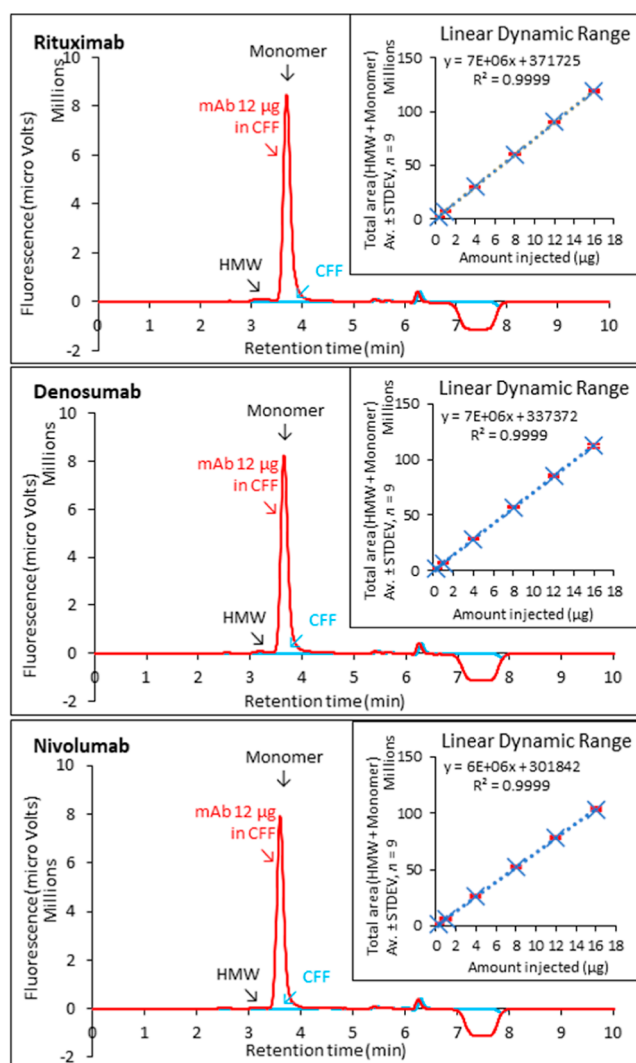 Rituximab
Monomer
mAb 12 µg
in CFF
HMW
CFF
Fluorescence (micro Volts)
Millions
10
8
6
4
2
0
-2
0 1 2 3 4 5 6 7 8 9 10
Retention time (min)
Linear Dynamic Range
y = 7E+06x + 371725
R² = 0.9999
Total area (HMW + Monomer)
Av. ± STDEV, n = 9
Millions
150
100
50
0
0 2 4 6 8 10 12 14 16 18
Amount injected (µg)
Denosumab
Monomer
mAb 12 µg
in CFF
HMW
CFF
Fluorescence (micro Volts)
Millions
10
8
6
4
2
0
-2
0 1 2 3 4 5 6 7 8 9 10
Retention time (min)
Linear Dynamic Range
y = 7E+06x + 337372
R² = 0.9999
Total area (HMW + Monomer)
Av. ± STDEV, n = 9
Millions
150
100
50
0
0 2 4 6 8 10 12 14 16 18
Amount injected (µg)
Nivolumab
Monomer
mAb 12 µg
in CFF
HMW
CFF
Fluorescence (micro Volts)
Millions
10
8
6
4
2
0
-2
0 1 2 3 4 5 6 7 8 9 10
Retention time (min)
Linear Dynamic Range
y = 6E+06x + 301842
R² = 0.9999
Total area (HMW + Monomer)
Av. ± STDEV, n = 9
Millions
150
100
50
0
0 2 4 6 8 10 12 14 16 18
Amount injected (µg)